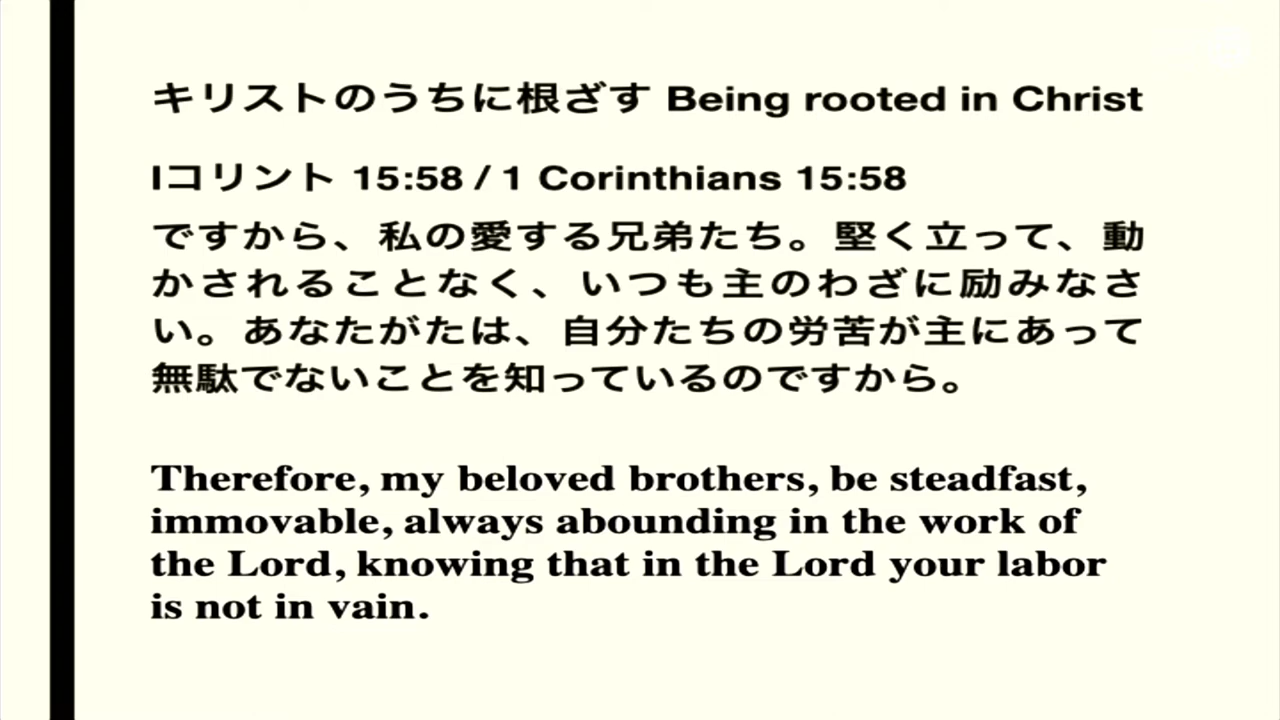 キリストのうちに根ざす Being rooted in Christ
Iコリント 15:58 / 1 Corinthians 15:58
ですから、私の愛する兄弟たち。堅く立って、動
かされることなく、いつも主のわざに励みなさ
い。あなたがたは、自分たちの労苦が主にあって
無駄でないことを知っているのですから。
Therefore, my beloved brothers, be steadfast,
immovable, always abounding in the work of
the Lord, knowing that in the Lord your labor
is not in vain.